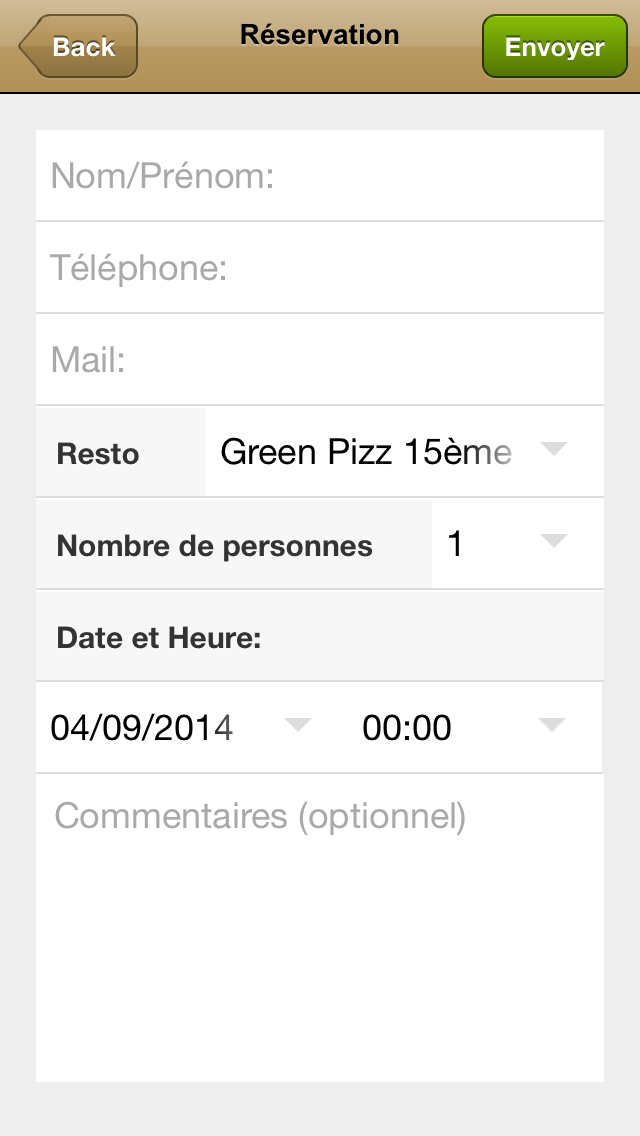 Back
Réservation
Envoyer
Nom/Prénom:
Téléphone:
Mail:
Resto Green Pizz 15ème
Nombre de personnes 1
Date et Heure:
04/09/2014 00:00
Commentaires (optionnel)